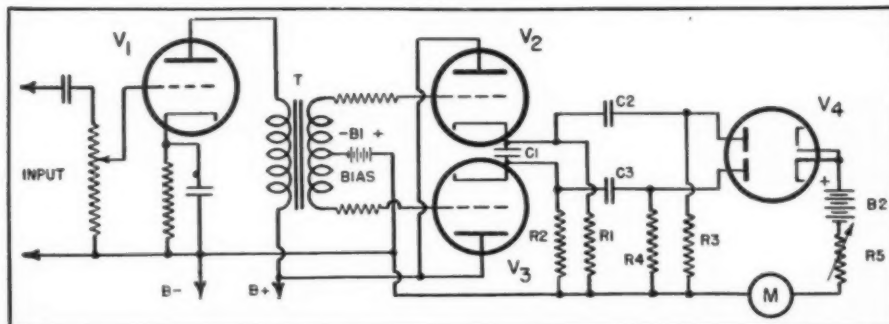 V1
V2
T
C2
V4
-B1 +
BIAS
C1
INPUT
C3
+
B2
R2
R1
R4
R3
R5
V3
B-
B+
M